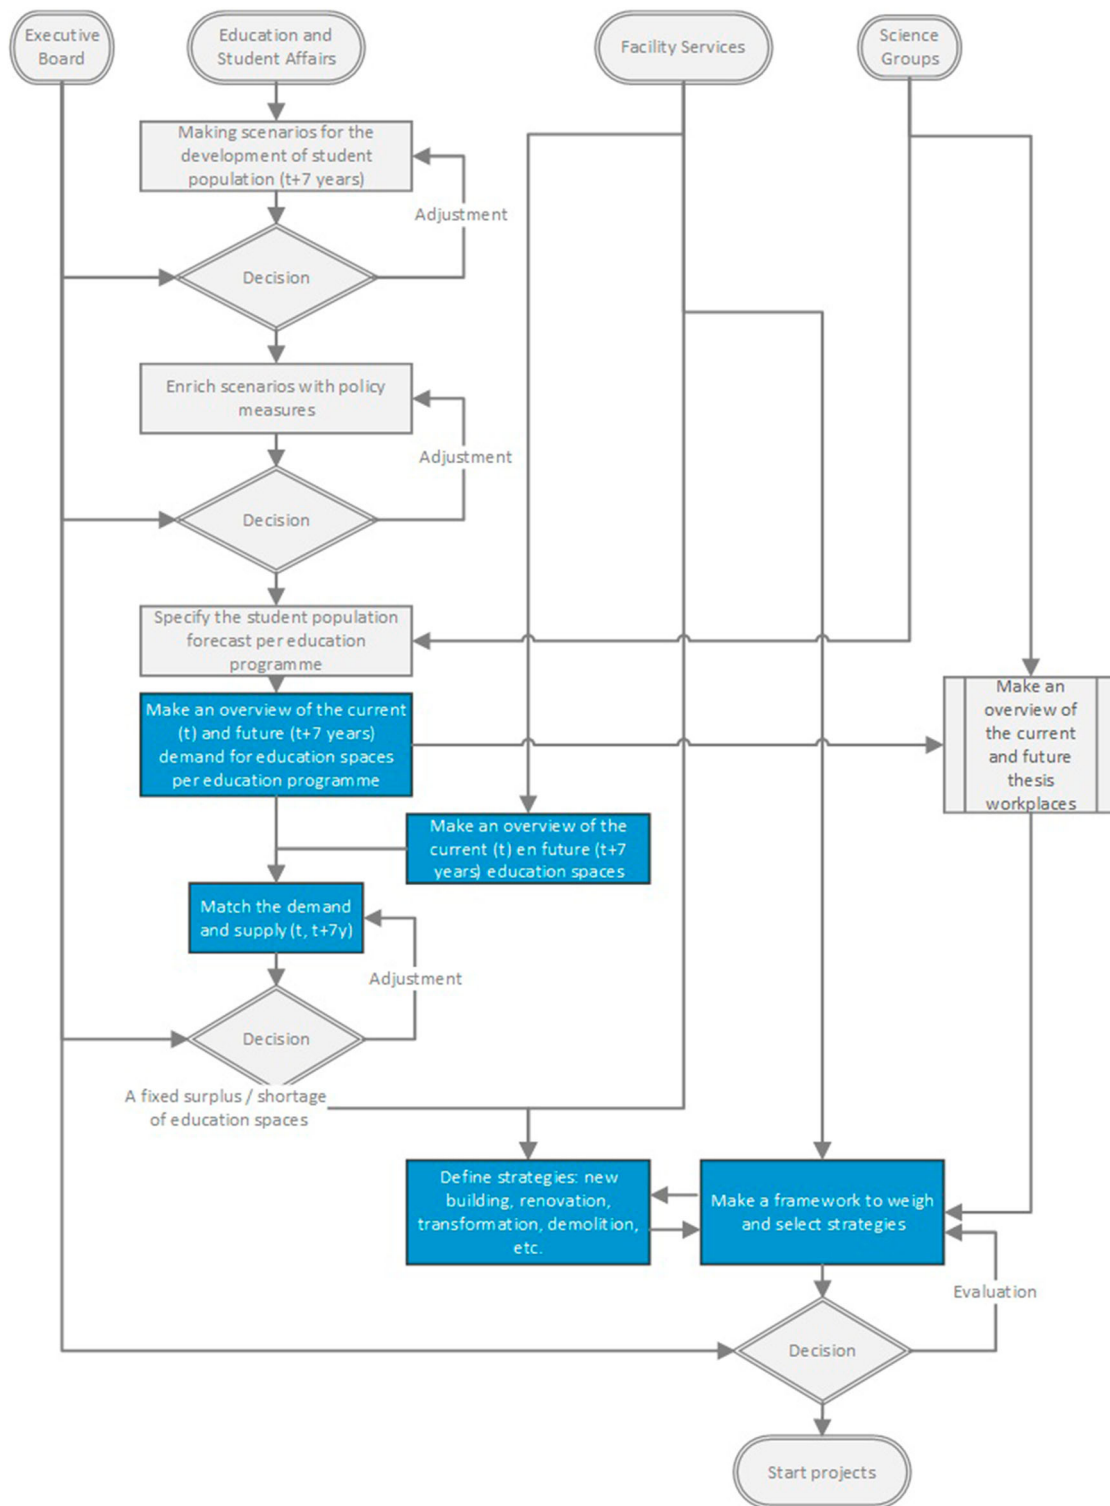 Executive
Board
Education and
Student Affairs
Facility Services
Science
Groups
Making scenarios for the
development of student
population (t+7 years)
Adjustment
Decision
Enrich scenarios with policy
measures
Adjustment
Decision
Specify the student population
forecast per education
programme
Make an overview of the current
(t) and future (t+7 years)
demand for education spaces
per education programme
Make an
overview of
the current
and future
thesis
workplaces
Make an overview of the
current (t) en future (t+7
years) education spaces
Match the demand
and supply (t, t+7y)
Adjustment
Decision
A fixed surplus / shortage
of education spaces
Define strategies: new
building, renovation,
transformation, demolition,
etc.
Make a framework to weigh
and select strategies
Evaluation
Decision
Start projects